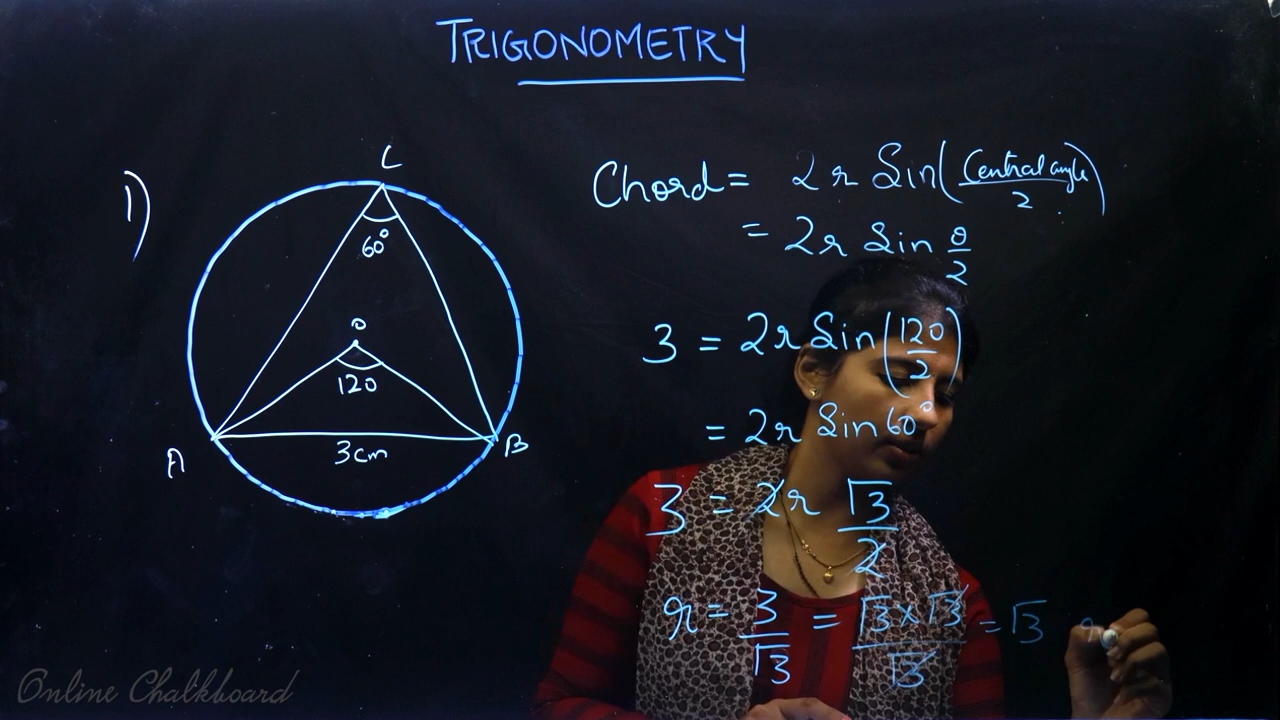 TRIGONOMETRY
1)
C
60°
O
120
A
3cm
B
Chord = 2r Sin(Central angle/2)
= 2r Sin θ/2
3 = 2r Sin(120/2)
= 2r Sin 60°
3 = 2r √3/2
r = 3/√3 = √3×√3/√3 = √3
Online Chalkboard